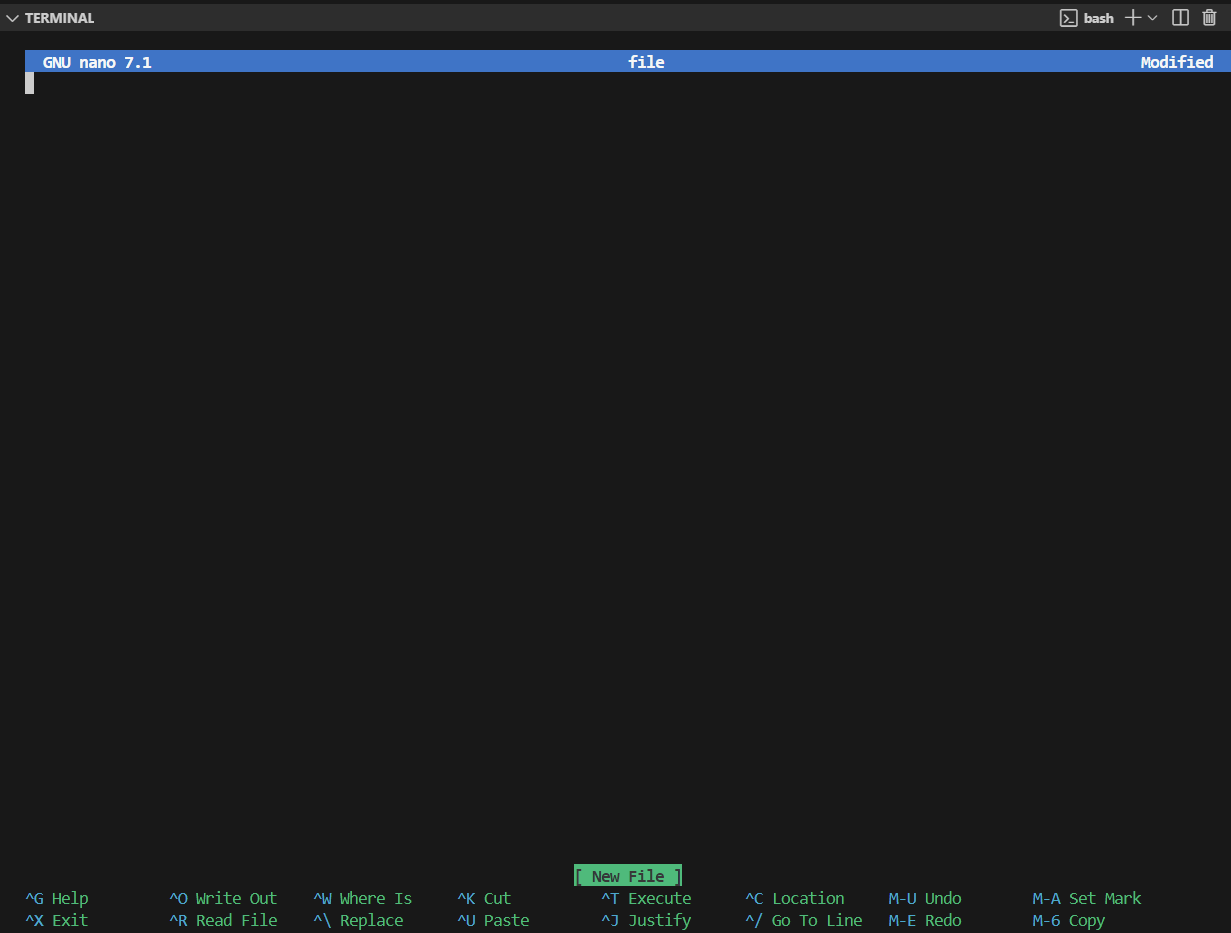 TERMINAL bash
GNU nano 7.1 file Modified
[ New File ]
^G Help ^O Write Out ^W Where Is ^K Cut ^T Execute ^C Location M-U Undo M-A Set Mark
^X Exit ^R Read File ^\ Replace ^U Paste ^J Justify ^/ Go To Line M-E Redo M-6 Copy